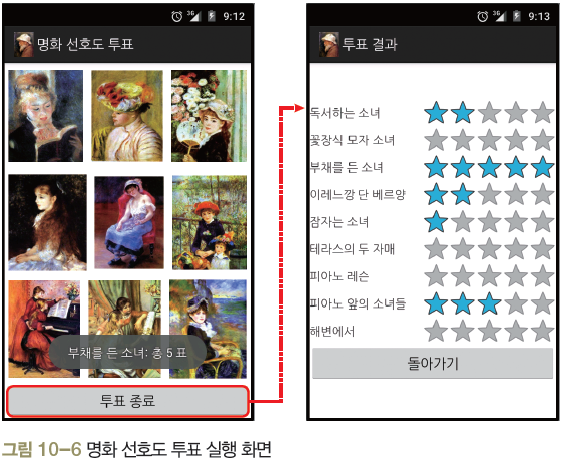 9:12
명화 선호도 투표
부채를 든 소녀: 총 5 표
투표 종료
9:13
투표 결과
독서하는 소녀
꽃장식 모자 소녀
부채를 든 소녀
이레느깡 단 베르양
잠자는 소녀
테라스의 두 자매
피아노 레슨
피아노 앞의 소녀들
해변에서
돌아가기
그림 10-6 명화 선호도 투표 실행 화면